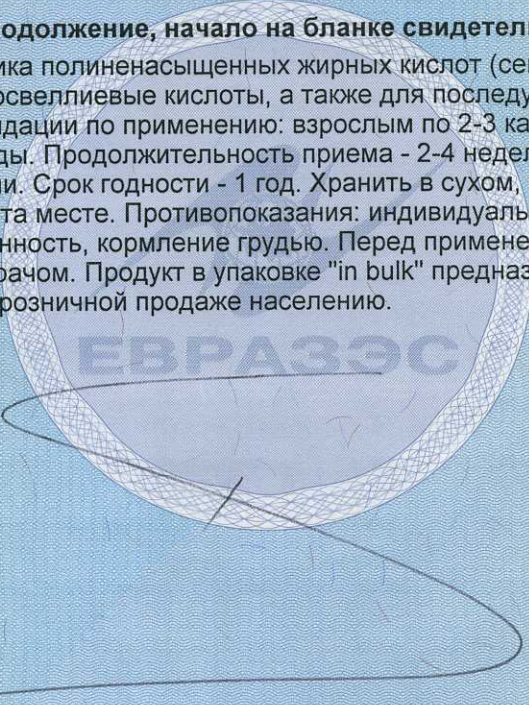 одолжение, начало на бланке свидетел
ика полиненасыщенных жирных кислот (се
освеллиевые кислоты, а также для последу
дации по применению: взрослым по 2-3 ка
ды. Продолжительность приема - 2-4 недел
и. Срок годности - 1 год. Хранить в сухом,
та месте. Противопоказания: индивидуаль
нность, кормление грудью. Перед примене
рачом. Продукт в упаковке "in bulk" предназ
розничной продаже населению.
ЕВРАЗЭС